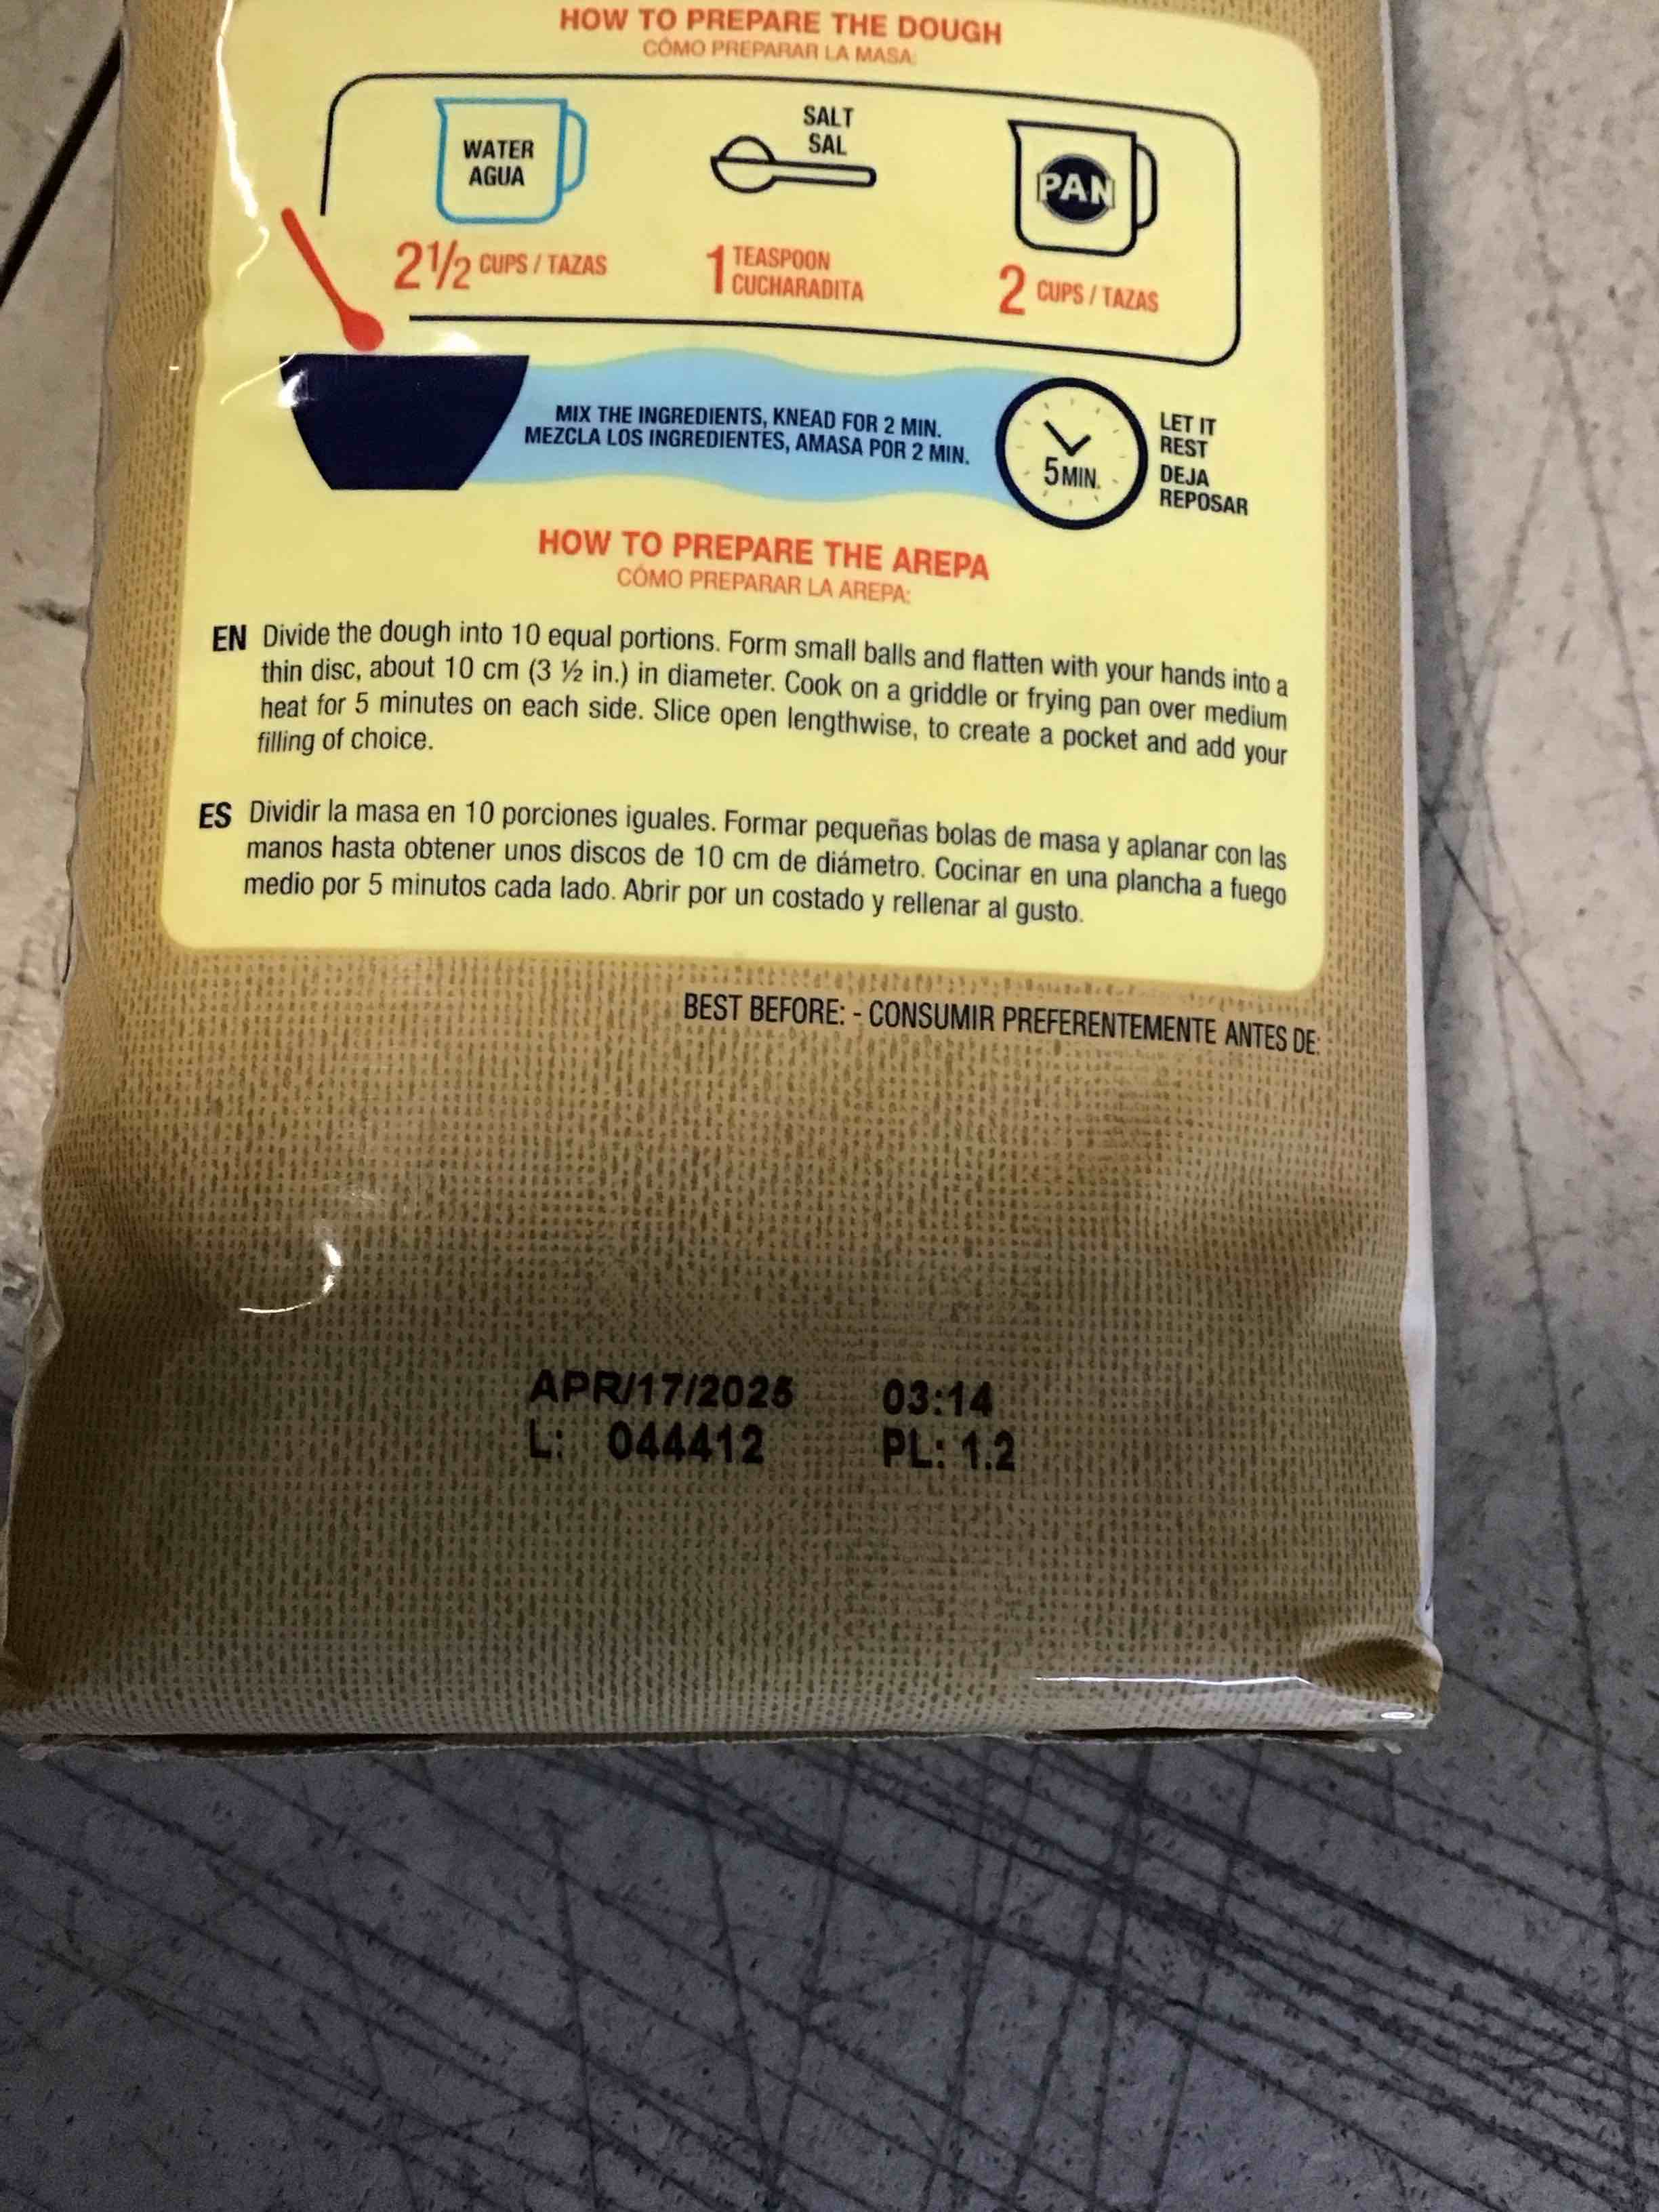 HOW TO PREPARE THE DOUGH
CÓMO PREPARAR LA MASA:
WATER
AGUA
2 1/2 CUPS / TAZAS
SALT
SAL
1 TEASPOON
CUCHARADITA
PAN
2 CUPS / TAZAS
MIX THE INGREDIENTS, KNEAD FOR 2 MIN.
MEZCLA LOS INGREDIENTES, AMASA POR 2 MIN.
5 MIN.
LET IT
REST
DEJA
REPOSAR
HOW TO PREPARE THE AREPA
CÓMO PREPARAR LA AREPA:
EN Divide the dough into 10 equal portions. Form small balls and flatten with your hands into a
thin disc, about 10 cm (3 ½ in.) in diameter. Cook on a griddle or frying pan over medium
heat for 5 minutes on each side. Slice open lengthwise, to create a pocket and add your
filling of choice.
ES Dividir la masa en 10 porciones iguales. Formar pequeñas bolas de masa y aplanar con las
manos hasta obtener unos discos de 10 cm de diámetro. Cocinar en una plancha a fuego
medio por 5 minutos cada lado. Abrir por un costado y rellenar al gusto.
BEST BEFORE: - CONSUMIR PREFERENTEMENTE ANTES DE:
03:14
L: 044412 PL: 1.2